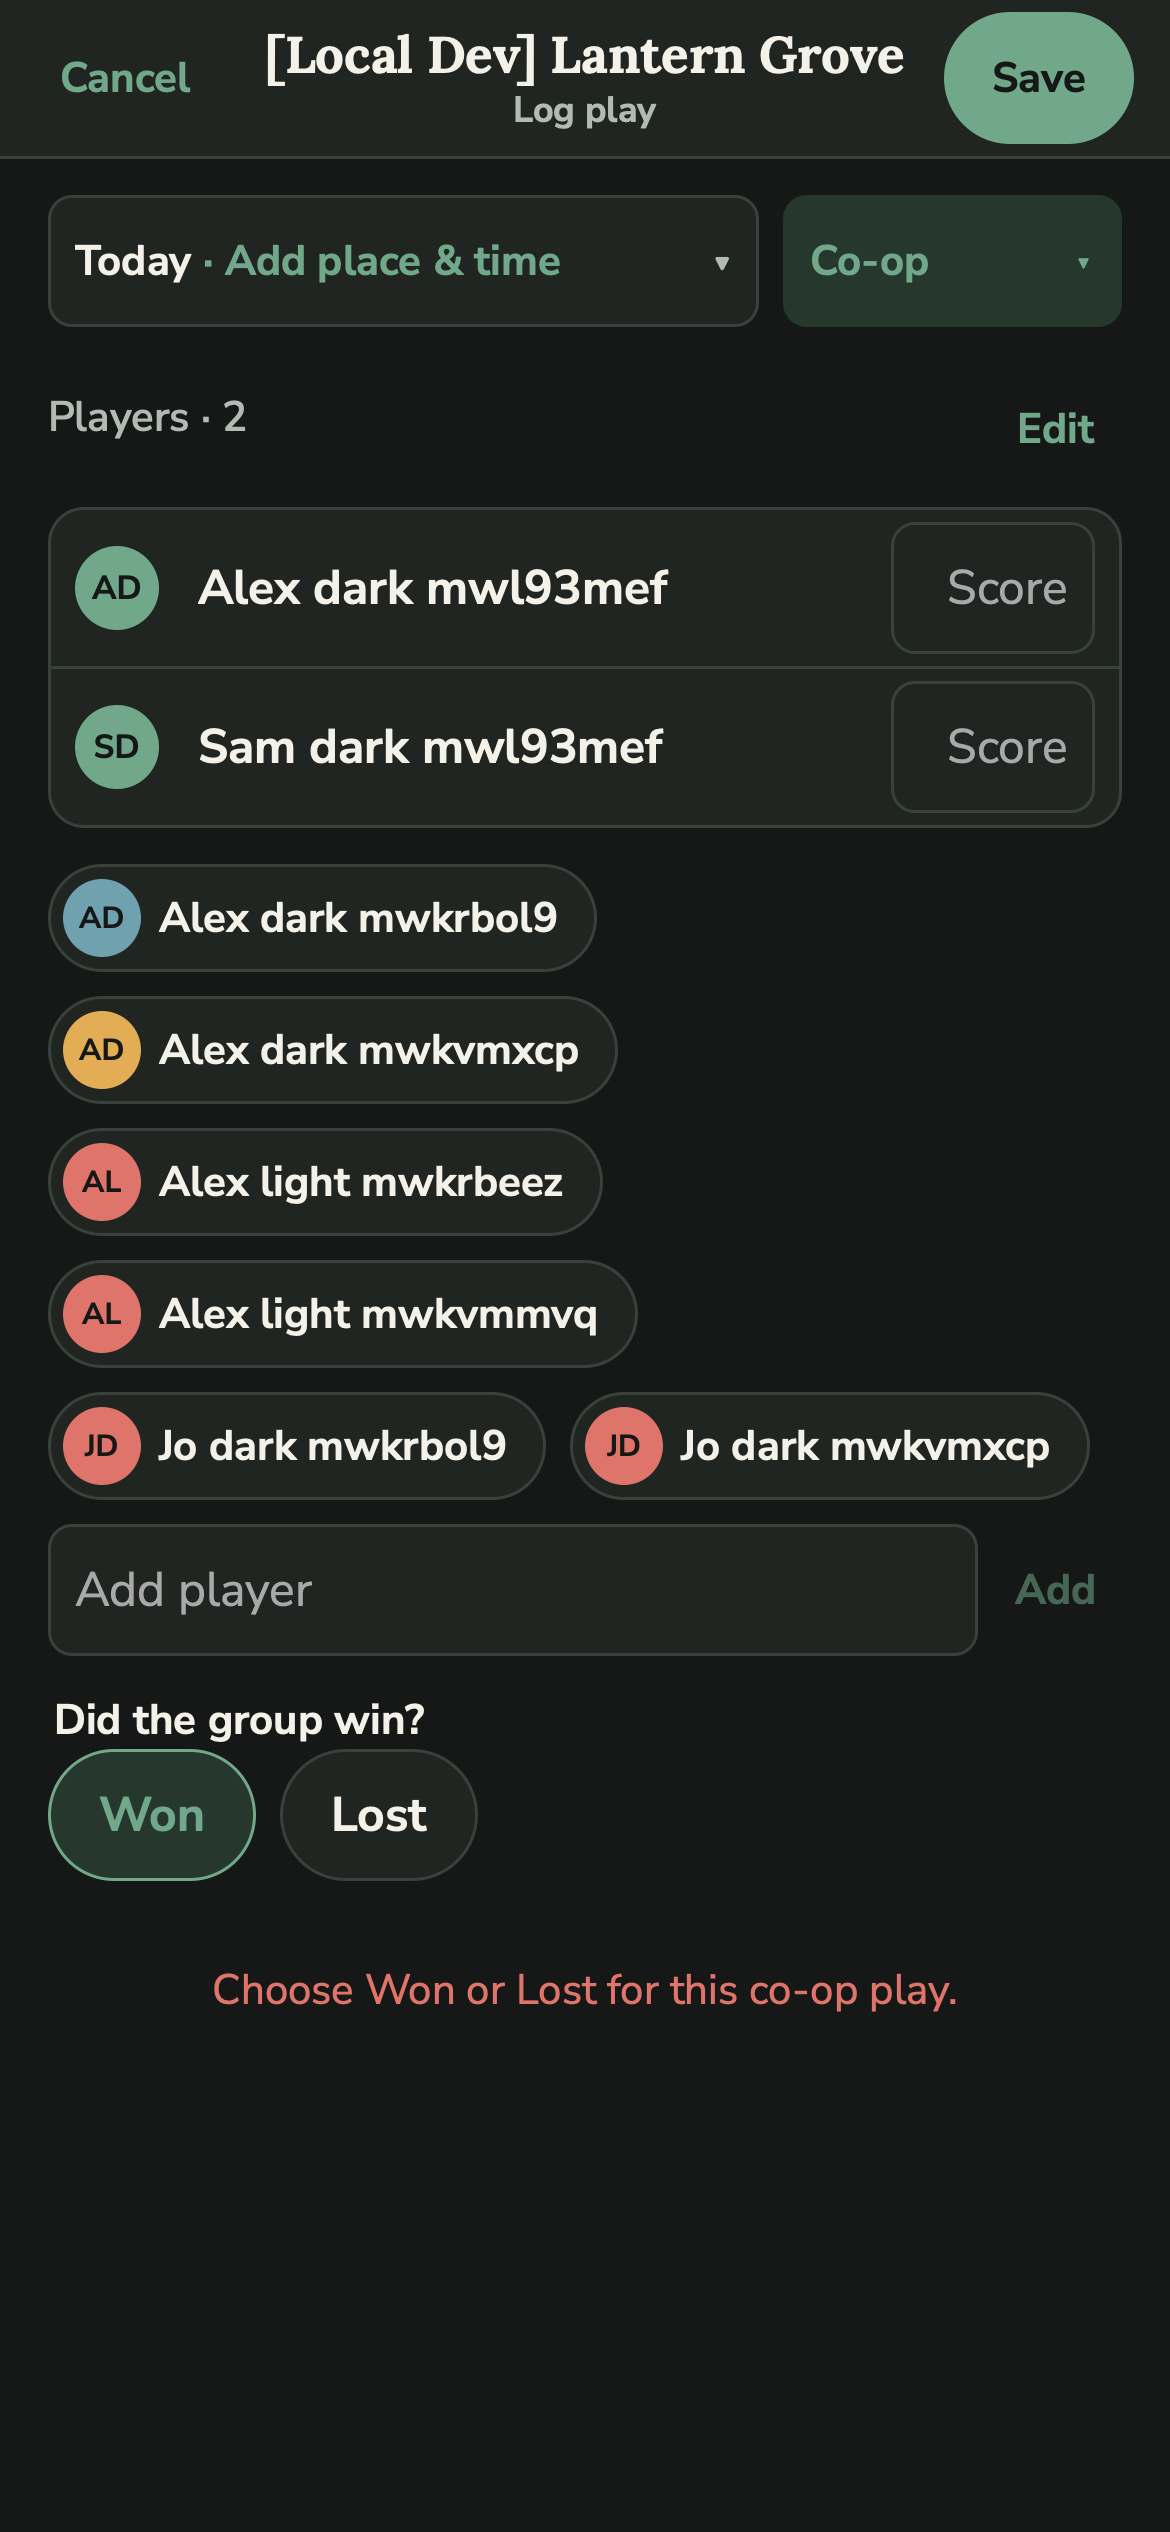 Cancel
[Local Dev] Lantern Grove
Log play
Save
Today · Add place & time
Co-op
Players · 2
Edit
AD Alex dark mwl93mef Score
SD Sam dark mwl93mef Score
AD Alex dark mwkrbol9
AD Alex dark mwkvmxcp
AL Alex light mwkrbeez
AL Alex light mwkvmmvq
JD Jo dark mwkrbol9 JD Jo dark mwkvmxcp
Add player Add
Did the group win?
Won Lost
Choose Won or Lost for this co-op play.